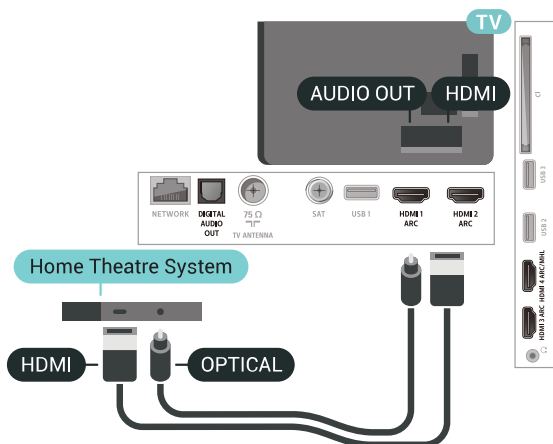 TV
AUDIO OUT
HDMI
CI
USB 3
USB 2
HDMI 4 ARC/MHL
HDMI 3 ARC
NETWORK
DIGITAL
AUDIO
OUT
75 Ω
TV ANTENNA
SAT
USB 1
HDMI 1
ARC
HDMI 2
ARC
Home Theatre System
HDMI
OPTICAL